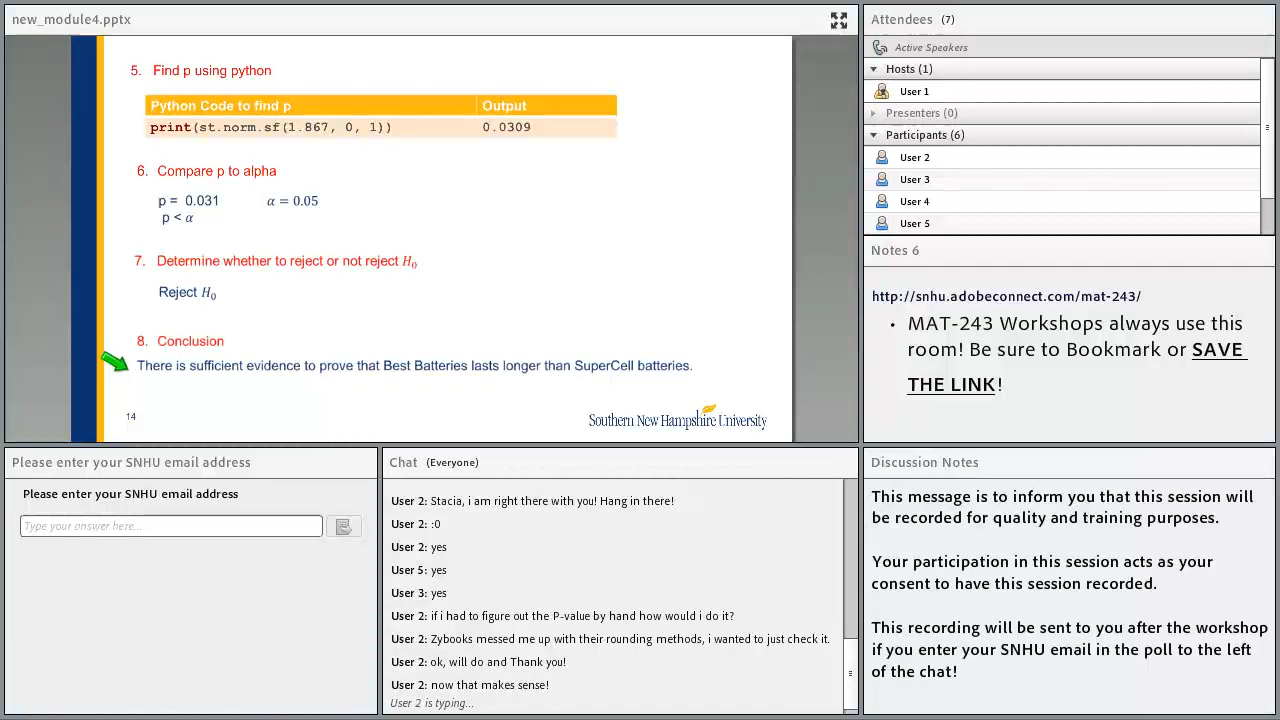 new_module4.pptx
5. Find p using python
Python Code to find p Output
print(st.norm.sf(1.867, 0, 1)) 0.0309
6. Compare p to alpha
p = 0.031 α = 0.05
p < α
7. Determine whether to reject or not reject H₀
Reject H₀
8. Conclusion
There is sufficient evidence to prove that Best Batteries lasts longer than SuperCell batteries.
14
Southern New Hampshire University
Attendees (7)
Active Speakers
Hosts (1)
User 1
Presenters (0)
Participants (6)
User 2
User 3
User 4
User 5
Notes 6
http://snhu.adobeconnect.com/mat-243/
• MAT-243 Workshops always use this
room! Be sure to Bookmark or SAVE
THE LINK!
Please enter your SNHU email address
Please enter your SNHU email address
Type your answer here...
Chat (Everyone)
User 2: Stacia, i am right there with you! Hang in there!
User 2: :0
User 2: yes
User 5: yes
User 3: yes
User 2: if i had to figure out the P-value by hand how would i do it?
User 2: Zybooks messed me up with their rounding methods, i wanted to just check it.
User 2: ok, will do and Thank you!
User 2: now that makes sense!
User 2 is typing...
Discussion Notes
This message is to inform you that this session will
be recorded for quality and training purposes.
Your participation in this session acts as your
consent to have this session recorded.
This recording will be sent to you after the workshop
if you enter your SNHU email in the poll to the left
of the chat!